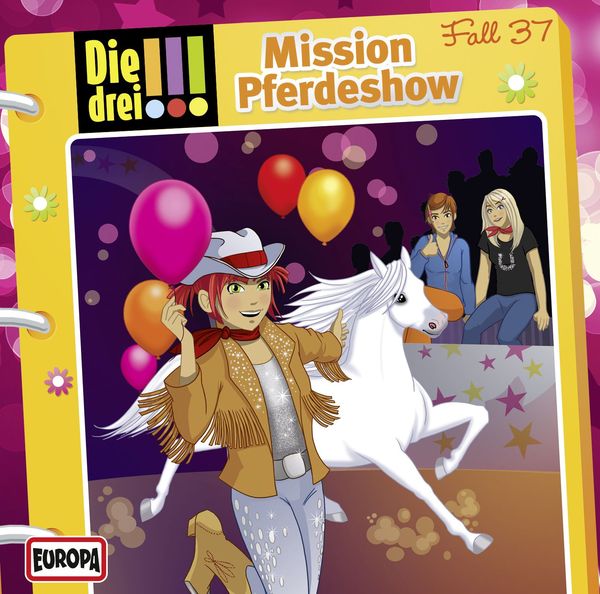 Fall 37
Die
drei !!!
Mission
Pferdeshow
EUROPA